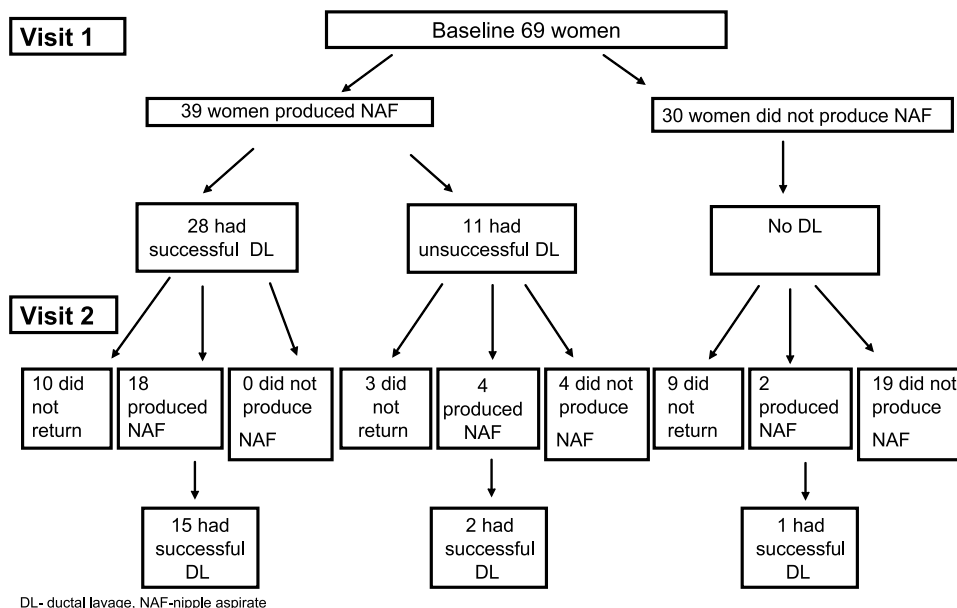 Visit 1
Baseline 69 women
39 women produced NAF
30 women did not produce NAF
28 had
successful DL
11 had
unsuccessful DL
No DL
Visit 2
10 did
not
return
18
produced
NAF
0 did not
produce
NAF
3 did
not
return
4
produced
NAF
4 did not
produce
NAF
9 did
not
return
2
produced
NAF
19 did not
produce
NAF
15 had
successful
DL
2 had
successful
DL
1 had
successful
DL
DL- ductal lavage, NAF-nipple aspirate